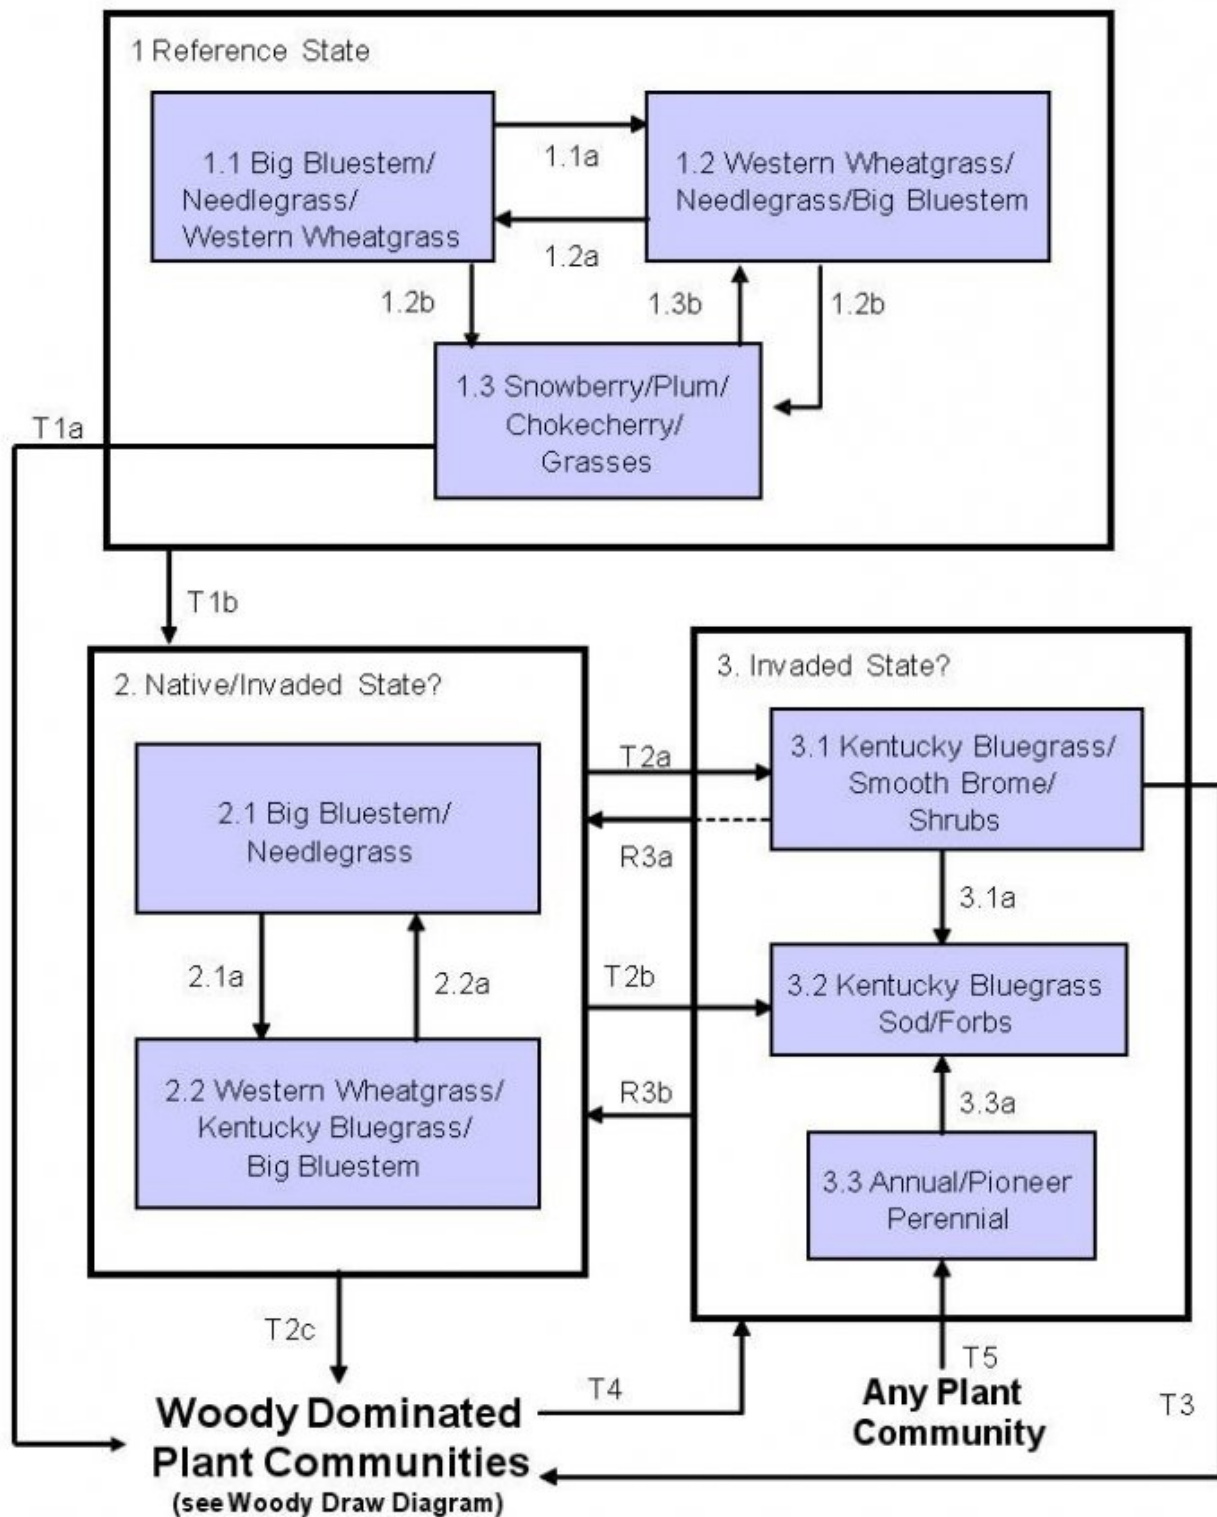 1 Reference State
1.1 Big Bluestem/
Needlegrass/
Western Wheatgrass
1.1a
1.2 Western Wheatgrass/
Needlegrass/Big Bluestem
1.2a
1.2b
1.3b
1.2b
1.3 Snowberry/Plum/
Chokecherry/
Grasses
T1a
T1b
2. Native/Invaded State?
2.1 Big Bluestem/
Needlegrass
2.1a
2.2a
2.2 Western Wheatgrass/
Kentucky Bluegrass/
Big Bluestem
T2a
R3a
T2b
R3b
3. Invaded State?
3.1 Kentucky Bluegrass/
Smooth Brome/
Shrubs
3.1a
3.2 Kentucky Bluegrass
Sod/Forbs
3.3a
3.3 Annual/Pioneer
Perennial
T2c
T4
T5
T3
Any Plant
Community
Woody Dominated
Plant Communities
(see Woody Draw Diagram)